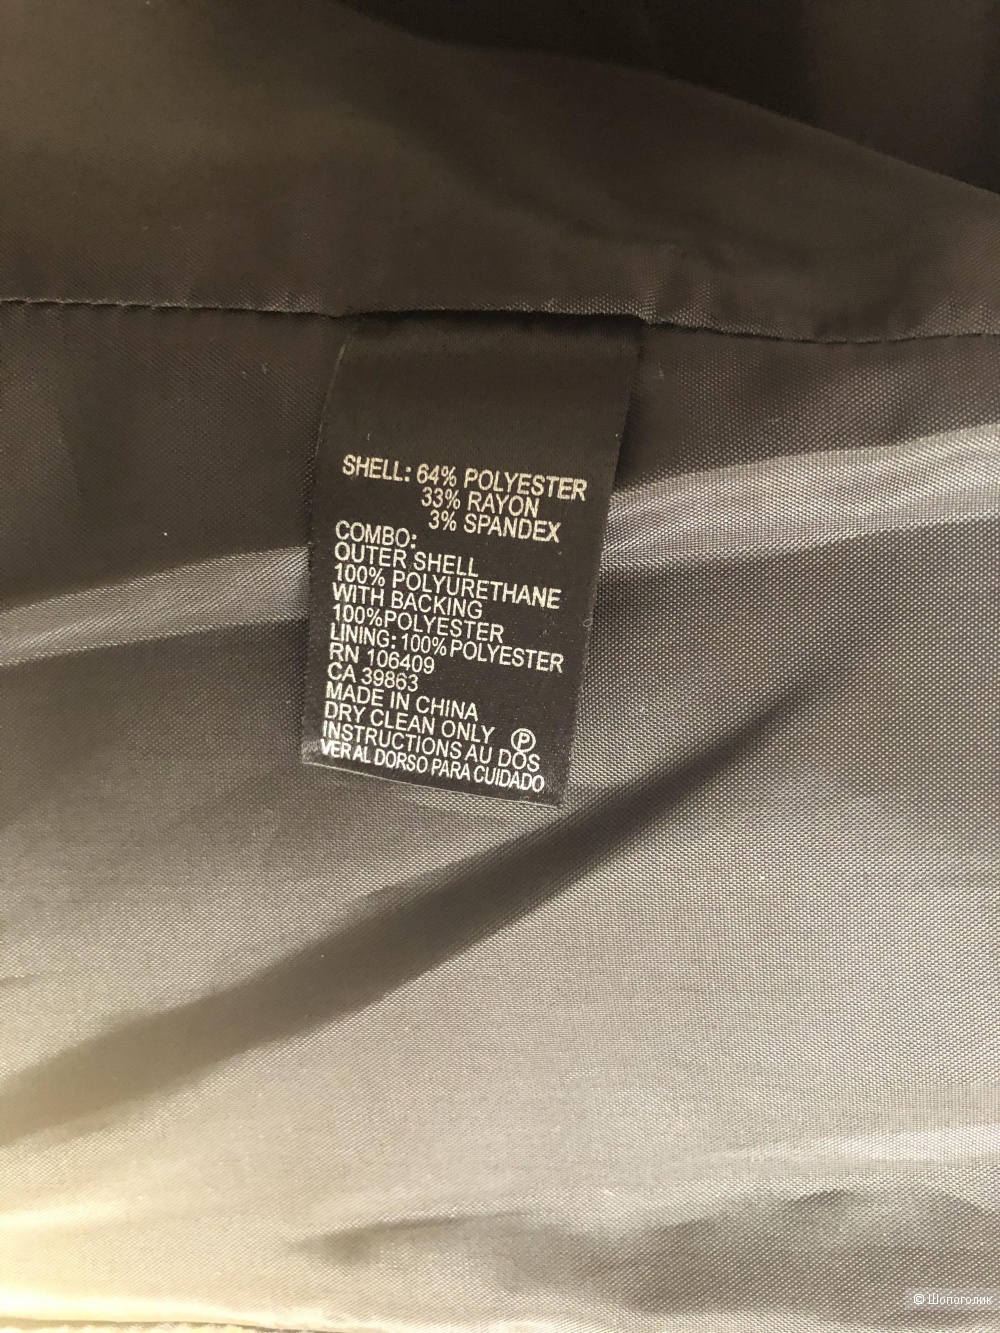 SHELL: 64% POLYESTER
33% RAYON
3% SPANDEX
COMBO:
OUTER SHELL
100% POLYURETHANE
WITH BACKING
100%POLYESTER
LINING: 100%POLYESTER
RN 106409
CA 39863
MADE IN CHINA
DRY CLEAN ONLY Ⓟ
INSTRUCTIONS AU DOS
VER AL DORSO PARA CUIDADO
© Шопоголик